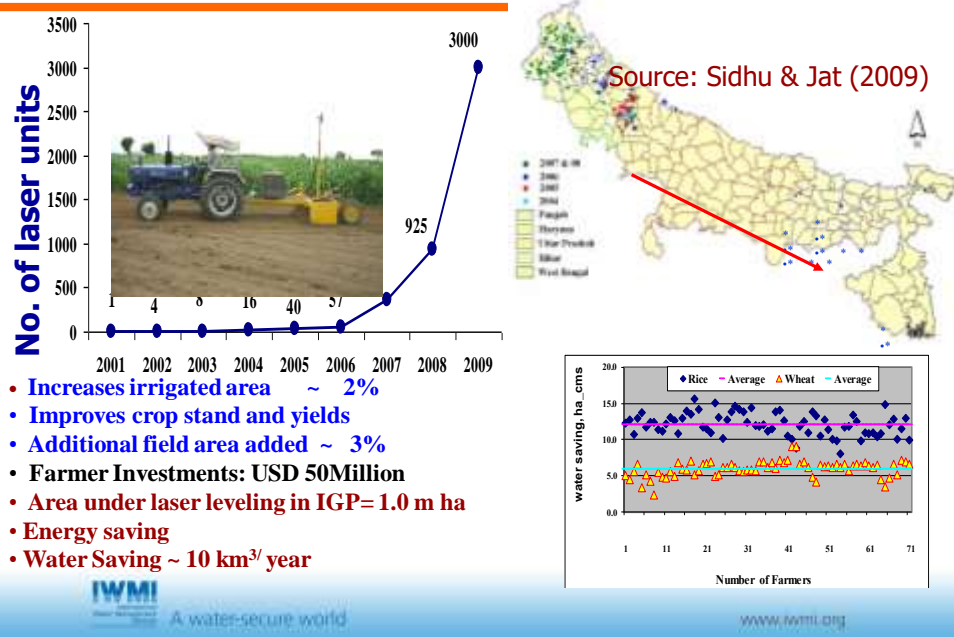 3500
3000
2500
2000
1500
1000
500
0
No. of laser units
1
4
8
16
40
57
925
3000
2001 2002 2003 2004 2005 2006 2007 2008 2009
Source: Sidhu & Jat (2009)
2007 & 08
2006
2005
2004
Punjab
Haryana
Uttar Pradesh
Bihar
West Bengal
• Increases irrigated area ~ 2%
• Improves crop stand and yields
• Additional field area added ~ 3%
• Farmer Investments: USD 50Million
• Area under laser leveling in IGP= 1.0 m ha
• Energy saving
• Water Saving ~ 10 km3/ year
water saving, ha_cms
20.0
15.0
10.0
5.0
0.0
Rice Average Wheat Average
1 11 21 31 41 51 61 71
Number of Farmers
IWMI
A water-secure world
www.iwmi.org